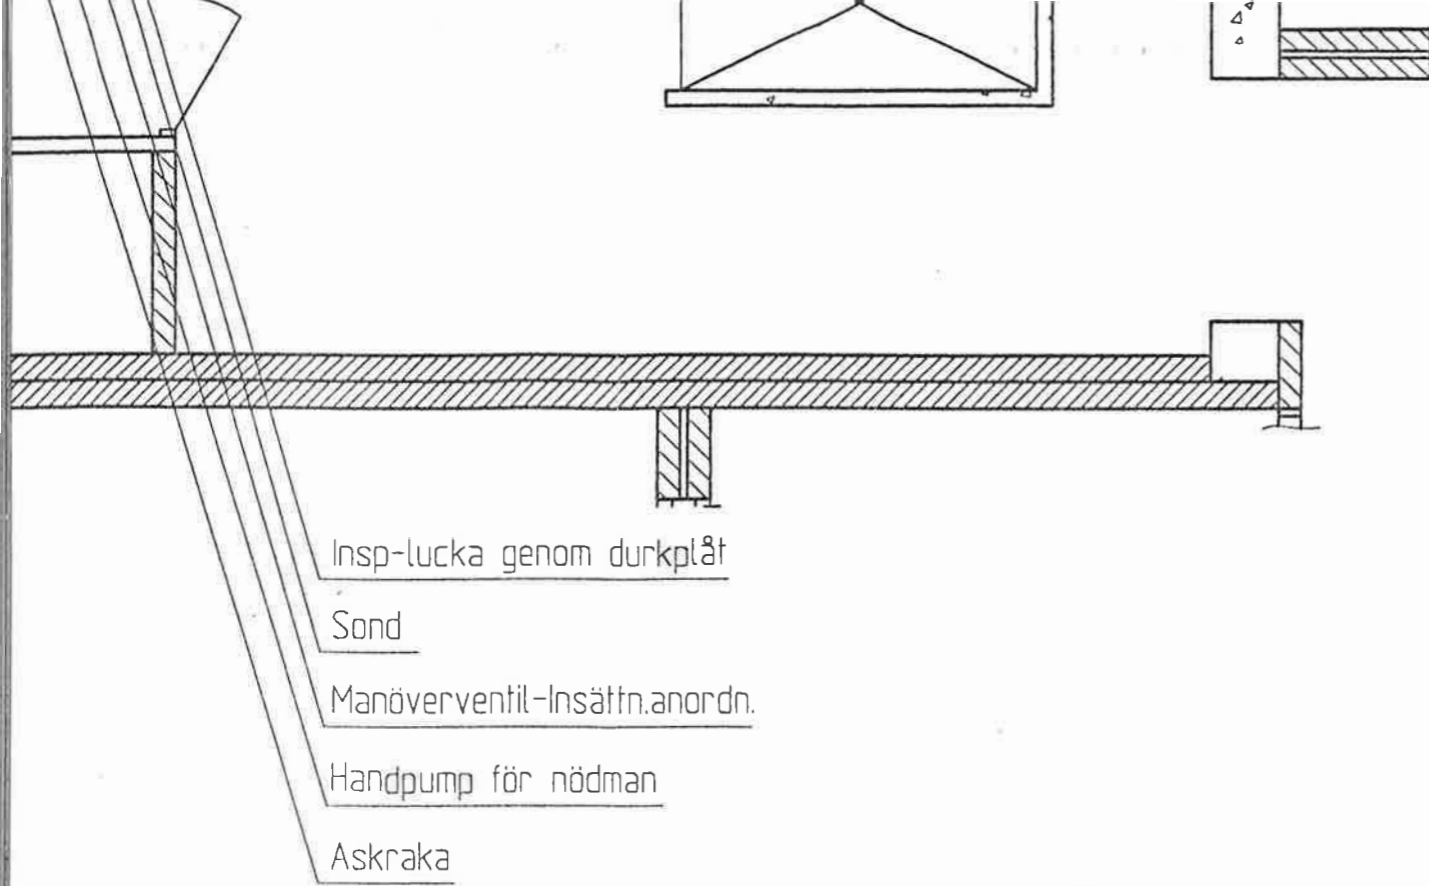 Insp-lucka genom durkplåt
Sond
Manöverventil-Insättn.anordn.
Handpump för nödman
Askraka